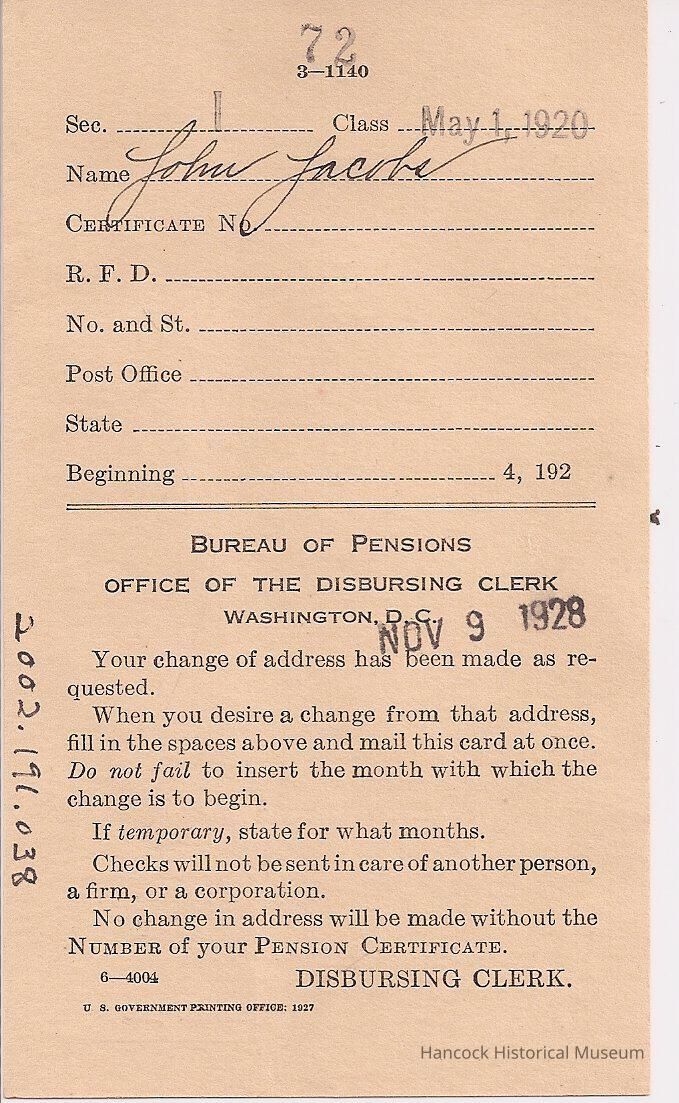 72
3—1140
Sec. 1 Class May 1, 1920
Name John Jacobs
CERTIFICATE No.
R. F. D.
No. and St.
Post Office
State
Beginning 4, 192
BUREAU OF PENSIONS
OFFICE OF THE DISBURSING CLERK
WASHINGTON, D. C.
NOV 9 1928
Your change of address has been made as re-
quested.
When you desire a change from that address,
fill in the spaces above and mail this card at once.
Do not fail to insert the month with which the
change is to begin.
If temporary, state for what months.
Checks will not be sent in care of another person,
a firm, or a corporation.
No change in address will be made without the
NUMBER of your PENSION CERTIFICATE.
6—4004 DISBURSING CLERK.
U. S. GOVERNMENT PRINTING OFFICE: 1927
2002.191.038
Hancock Historical Museum